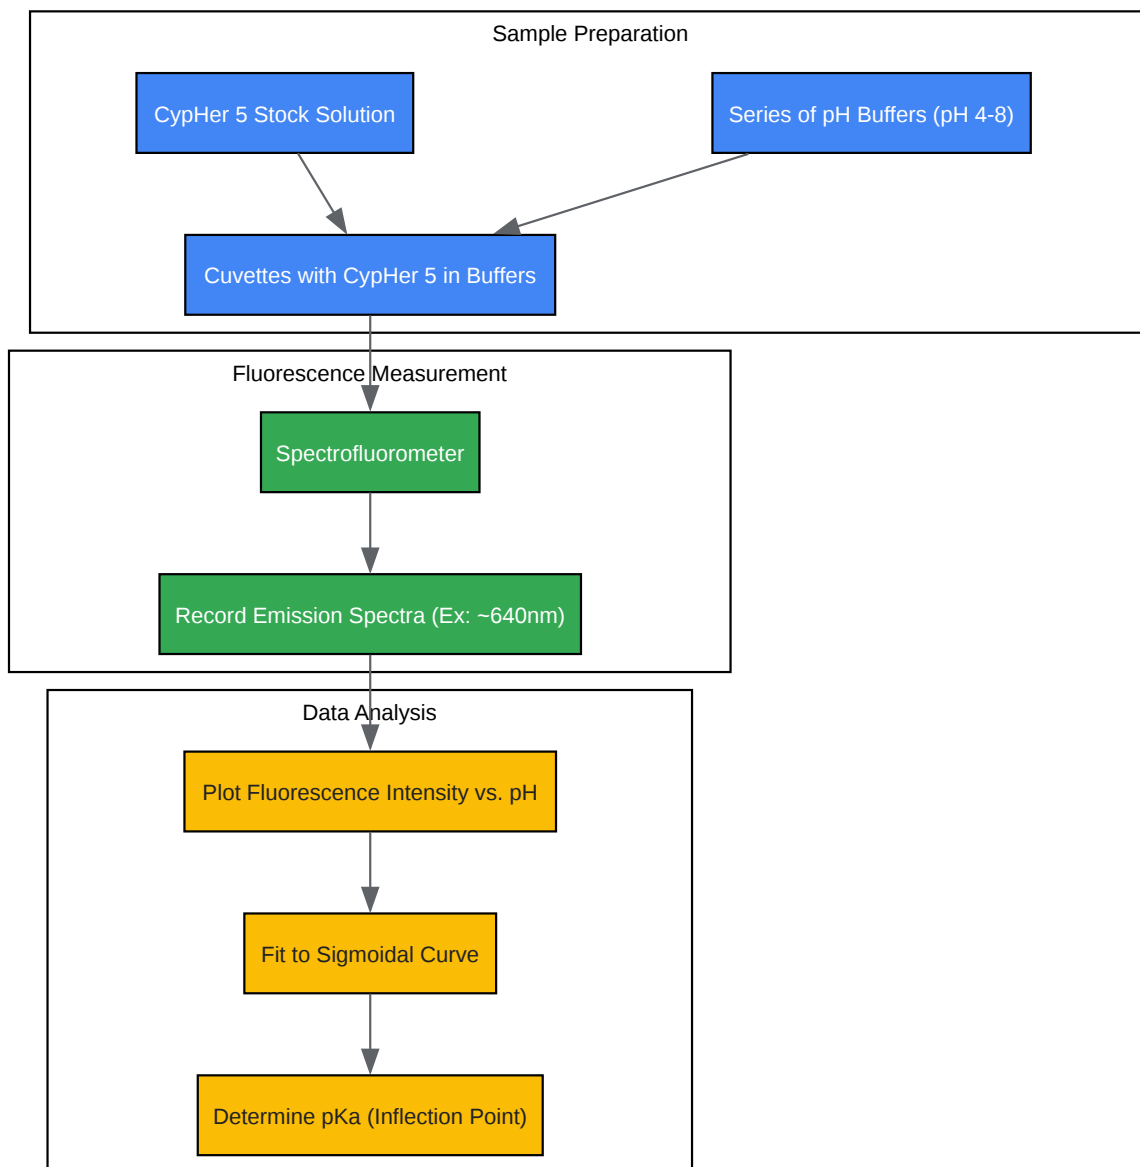 Sample Preparation
CypHer 5 Stock Solution
Series of pH Buffers (pH 4-8)
Cuvettes with CypHer 5 in Buffers
Fluorescence Measurement
Spectrofluorometer
Record Emission Spectra (Ex: ~640nm)
Data Analysis
Plot Fluorescence Intensity vs. pH
Fit to Sigmoidal Curve
Determine pKa (Inflection Point)